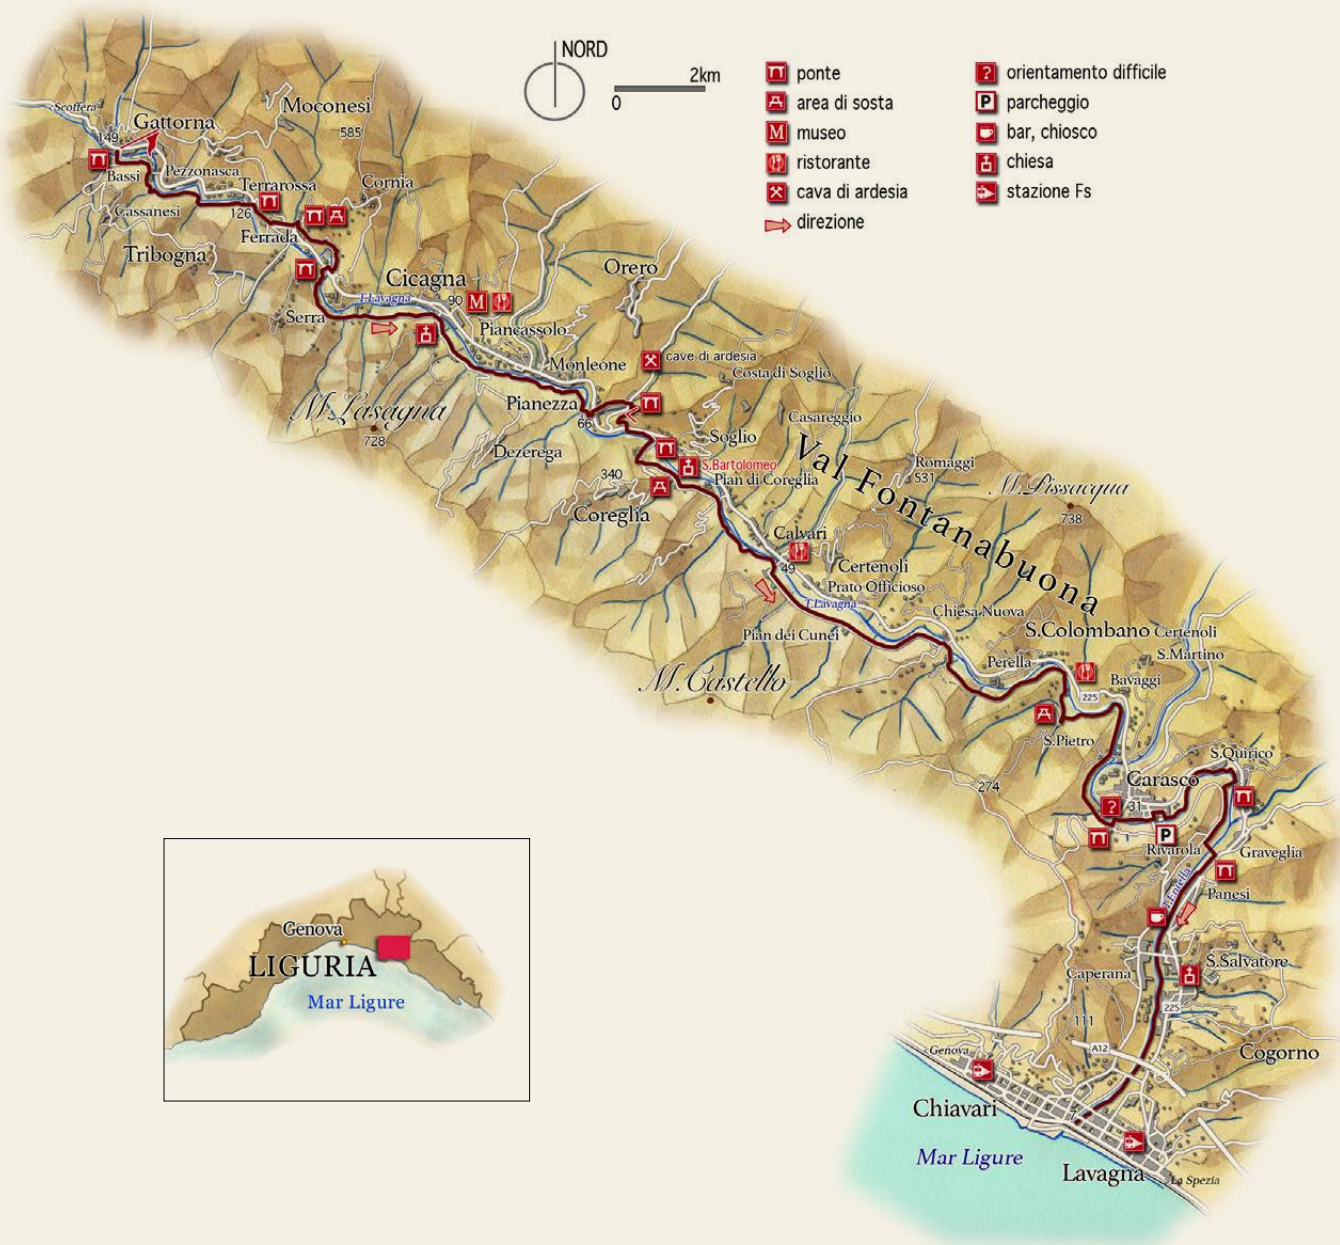 NORD
0
2km
ponte
area di sosta
M
museo
ristorante
cava di ardesia
direzione
?
orientamento difficile
P
parcheggio
bar, chiosco
chiesa
stazione Fs
Scoffera
Gattorna
149
Bassi
Pezzonasca
Moconesi
585
Terrarossa
Cornia
Cassanesi
126
Tribogna
Ferrada
Cicagna
T.Lavagna
90
M
Serra
Piancassolo
Orero
Monleone
cave di ardesia
Costa di Soglio
M.Lasagna
728
Pianezza
66
Casareggio
Dezerega
Soglio
S.Bartolomeo
Pian di Coreglia
340
Coreglia
Val Fontanabuona
Romaggi
531
M.Pissacqua
738
Calvari
49
Certenoli
Prato Officioso
T.Lavagna
Chiesa Nuova
Pian dei Cunei
S.Colombano Certenoli
S.Martino
Perella
Bavaggi
225
M.Castello
S.Pietro
S.Quirico
274
Carasco
?
31
P
Rivarola
Graveglia
Panesi
T.Entella
Caperana
S.Salvatore
225
111
A12
Cogorno
Genova
Chiavari
Mar Ligure
Lavagna
La Spezia
Genova
LIGURIA
Mar Ligure